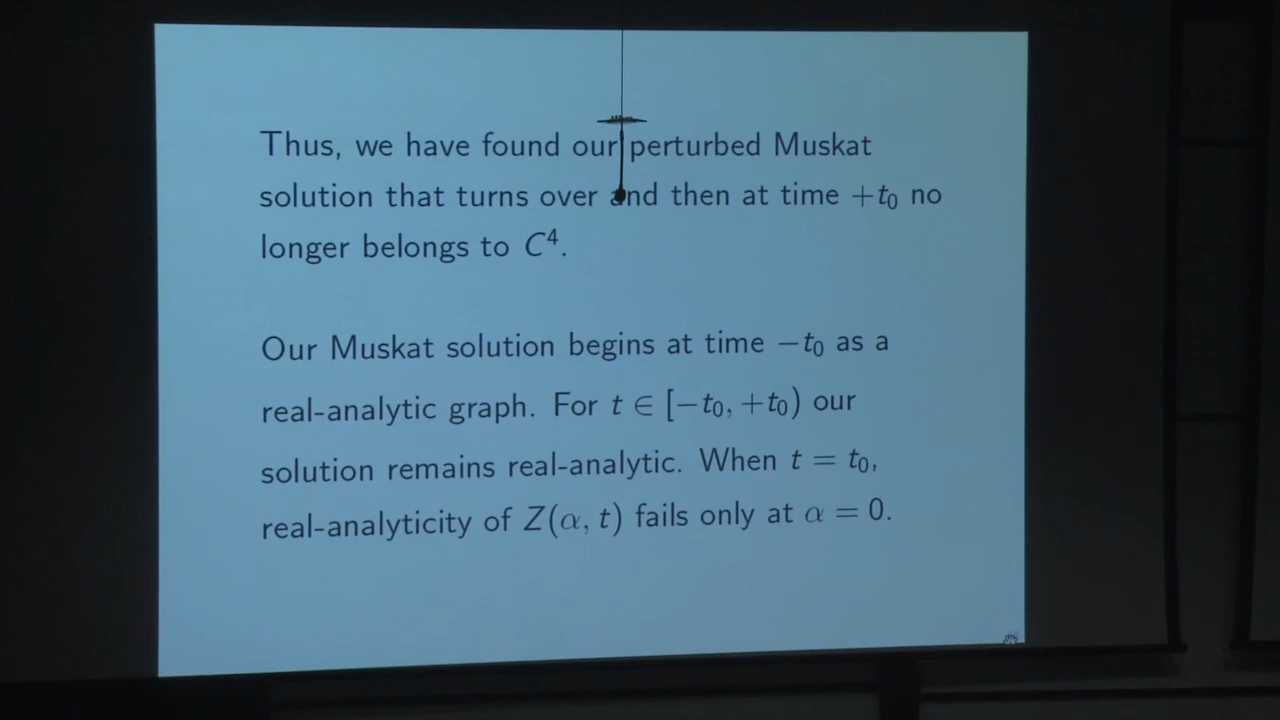 Thus, we have found our perturbed Muskat
solution that turns over and then at time +t₀ no
longer belongs to C⁴.
Our Muskat solution begins at time −t₀ as a
real-analytic graph. For t ∈ [−t₀, +t₀) our
solution remains real-analytic. When t = t₀,
real-analyticity of Z(α, t) fails only at α = 0.